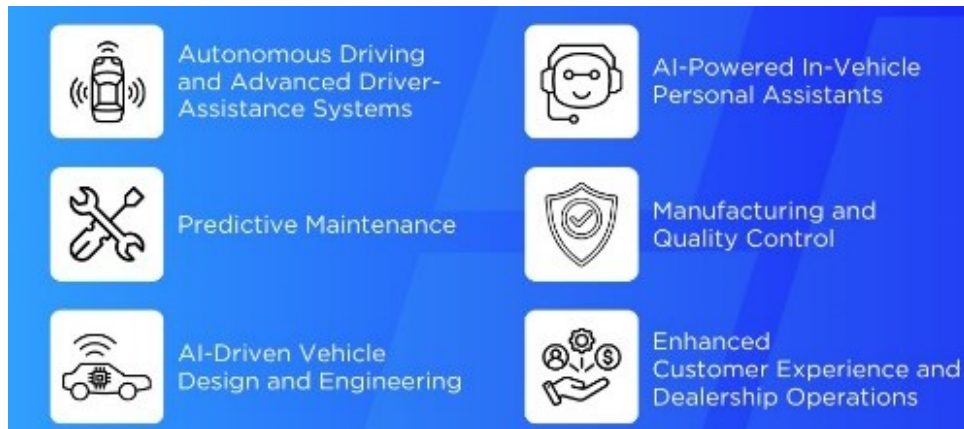 Autonomous Driving
and Advanced Driver-
Assistance Systems
AI-Powered In-Vehicle
Personal Assistants
Predictive Maintenance
Manufacturing and
Quality Control
AI-Driven Vehicle
Design and Engineering
Enhanced
Customer Experience and
Dealership Operations